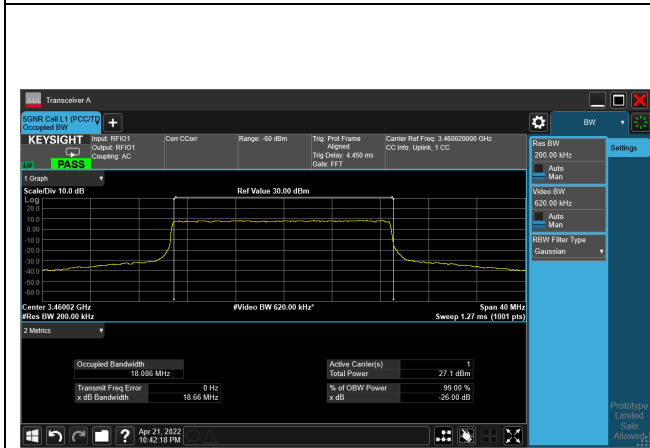 Transceiver A
5GNR Cell L1 (PCC/TD
Occupied BW
BW
KEYSIGHT
Input: RFIO1
Output: RFIO1
Coupling: AC
Corr CCorr
Range: -60 dBm
Trig: Prot Frame
Aligned
Trig Delay: 4.450 ms
Gate: FFT
Carrier Ref Freq: 3.460020000 GHz
CC Info: Uplink, 1 CC
LW
PASS
Res BW
200.00 kHz
Auto
Man
Video BW
620.00 kHz
Auto
Man
RBW Filter Type
Gaussian
Settings
1 Graph
Scale/Div 10.0 dB
Ref Value 30.00 dBm
Log
20.0
10.0
0.00
-10.0
-20.0
-30.0
-40.0
-50.0
-60.0
Center 3.46002 GHz
#Video BW 620.00 kHz*
Span 40 MHz
#Res BW 200.00 kHz
Sweep 1.27 ms (1001 pts)
2 Metrics
Occupied Bandwidth
18.086 MHz
Active Carrier(s) 1
Total Power 27.1 dBm
Transmit Freq Error 0 Hz
x dB Bandwidth 18.66 MHz
% of OBW Power 99.00 %
x dB -26.00 dB
Prototype
Limited
Sale
Allowed
Apr 21, 2022
10:42:18 PM